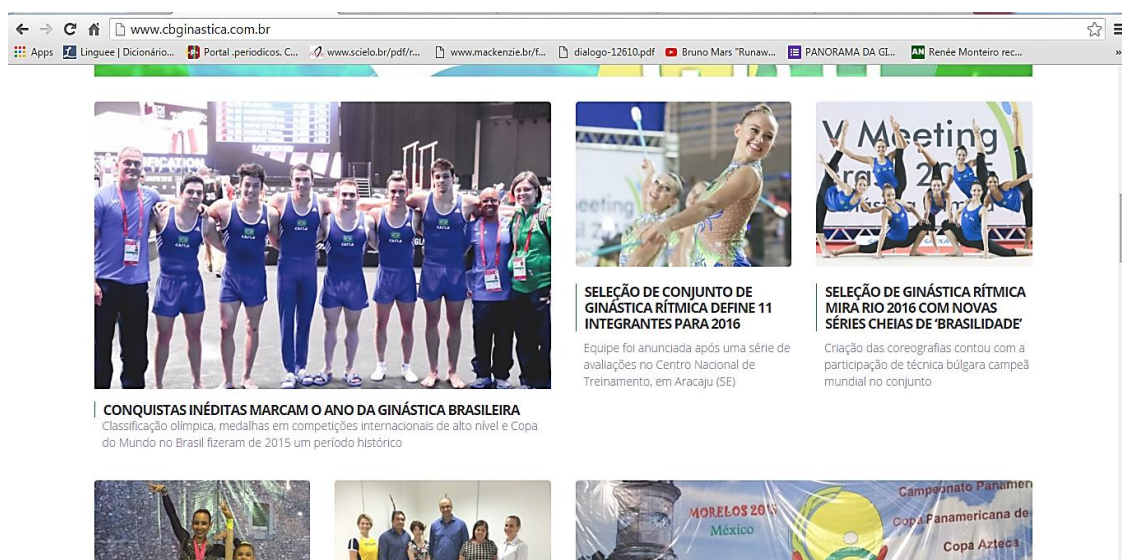 www.cbginastica.com.br
Apps
Linguee | Dicionário...
Portal .periodicos. C...
www.scielo.br/pdf/r...
www.mackenzie.br/f...
dialogo-12610.pdf
Bruno Mars "Runaw...
PANORAMA DA GI...
AN
Renée Monteiro rec...
»
LONGINES
CAIXA
V Meeting
SELEÇÃO DE CONJUNTO DE
GINÁSTICA RÍTMICA DEFINE 11
INTEGRANTES PARA 2016
Equipe foi anunciada após uma série de
avaliações no Centro Nacional de
Treinamento, em Aracaju (SE)
SELEÇÃO DE GINÁSTICA RÍTMICA
MIRA RIO 2016 COM NOVAS
SÉRIES CHEIAS DE ‘BRASILIDADE’
Criação das coreografias contou com a
participação de técnica búlgara campeã
mundial no conjunto
CONQUISTAS INÉDITAS MARCAM O ANO DA GINÁSTICA BRASILEIRA
Classificação olímpica, medalhas em competições internacionais de alto nível e Copa
do Mundo no Brasil fizeram de 2015 um período histórico
MORELOS
México
Campeonato Panamer
Copa Panamericana de
Copa Azteca